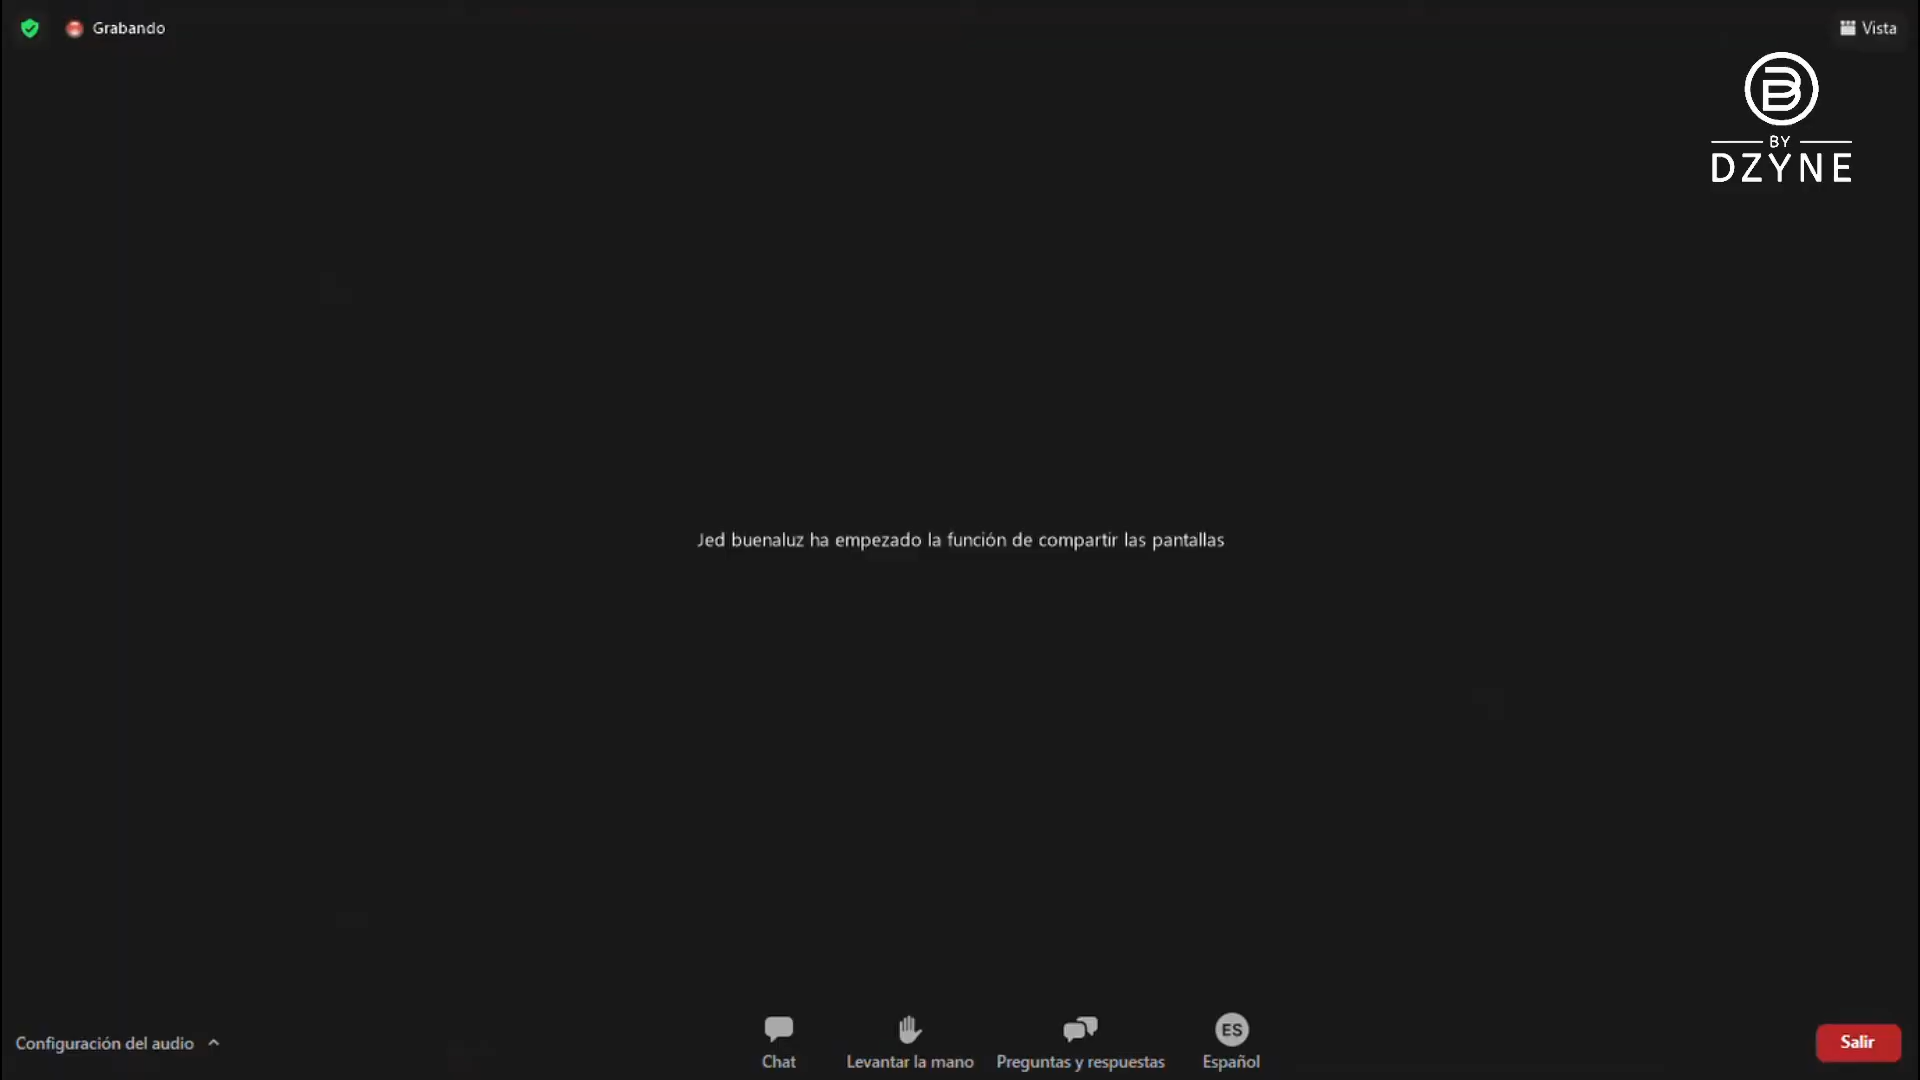 Grabando
Vista
B
BY
DZYNE
Jed buenaluz ha empezado la función de compartir las pantallas
Configuración del audio
Chat
Levantar la mano
Preguntas y respuestas
ES
Español
Salir